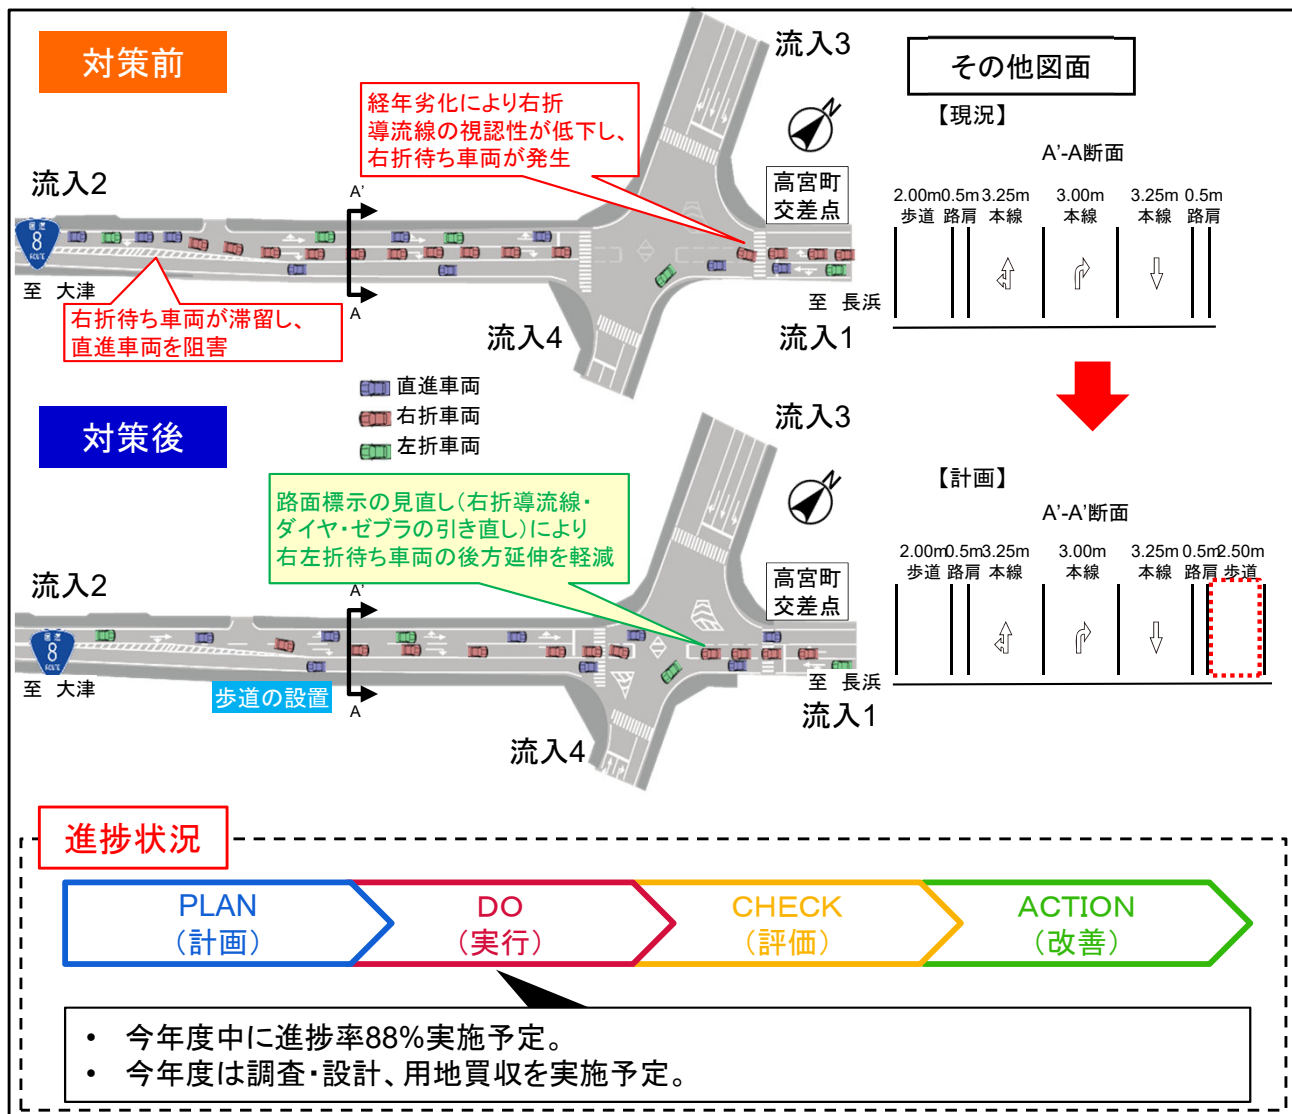 対策前
流入3
その他図面
経年劣化により右折
導流線の視認性が低下し、
右折待ち車両が発生
N
【現況】
A'-A断面
流入2
A'
高宮町
交差点
2.00m 0.5m 3.25m 3.00m 3.25m 0.5m
歩道 路肩 本線 本線 本線 路肩
国道
8
ROUTE
至 大津
A
至 長浜
右折待ち車両が滞留し、
直進車両を阻害
流入4
流入1
直進車両
右折車両
左折車両
対策後
流入3
路面標示の見直し(右折導流線・
ダイヤ・ゼブラの引き直し)により
右左折待ち車両の後方延伸を軽減
N
【計画】
A'-A'断面
流入2
A'
高宮町
交差点
2.00m 0.5m 3.25m 3.00m 3.25m 0.5m 2.50m
歩道 路肩 本線 本線 本線 路肩 歩道
国道
8
ROUTE
至 大津
歩道の設置
A
至 長浜
流入1
流入4
進捗状況
PLAN
(計画)
DO
(実行)
CHECK
(評価)
ACTION
(改善)
• 今年度中に進捗率88%実施予定。
• 今年度は調査・設計、用地買収を実施予定。